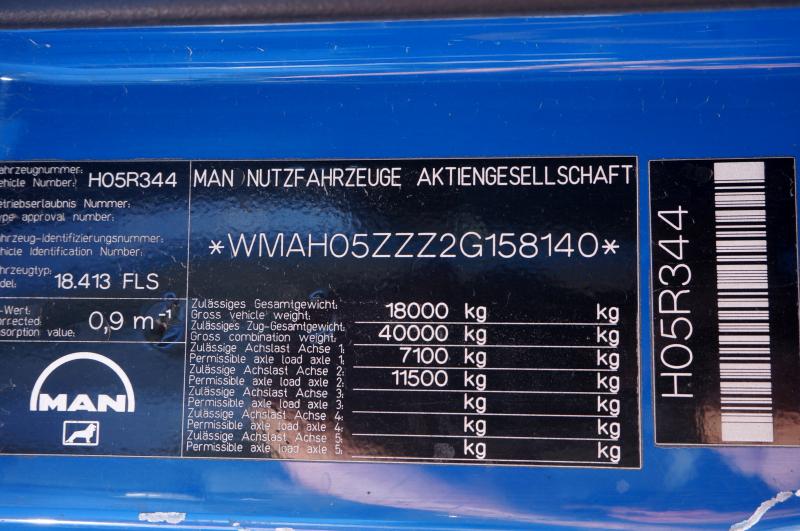 ahrzeugnummer:
ehicle Number: H05R344
etriebserlaubnis Nummer:
ype approval number:
ahrzeug-Identifizierungsnummer:
ehicle Identification Number:
ahrzeugtyp:
del: 18.413 FLS
-Wert:
orrected
sorption value: 0,9 m⁻¹
MAN
MAN NUTZFAHRZEUGE AKTIENGESELLSCHAFT
*WMAH05ZZZ2G158140*
Zulässiges Gesamtgewicht: kg
Gross vehicle weight: 18000 kg
Zulässiges Zug-Gesamtgewicht kg
Gross combination weight: 40000 kg
Zulässige Achslast Achse 1: kg
Permissible axle load axle 1: 7100 kg
Zulässige Achslast Achse 2: kg
Permissible axle load axle 2: 11500 kg
Zulässige Achslast Achse 3:
Permissible axle load axle 3: kg kg
Zulässige Achslast Achse 4:
Permissible axle load axle 4: kg kg
Zulässige Achslast Achse 5:
Permissible axle load axle 5: kg kg
H05R344